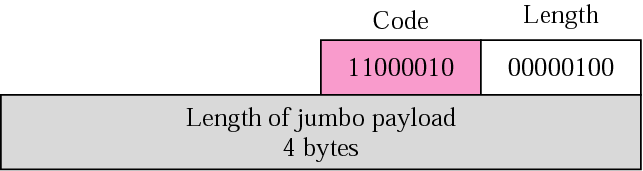 Code Length
11000010 00000100
Length of jumbo payload
4 bytes